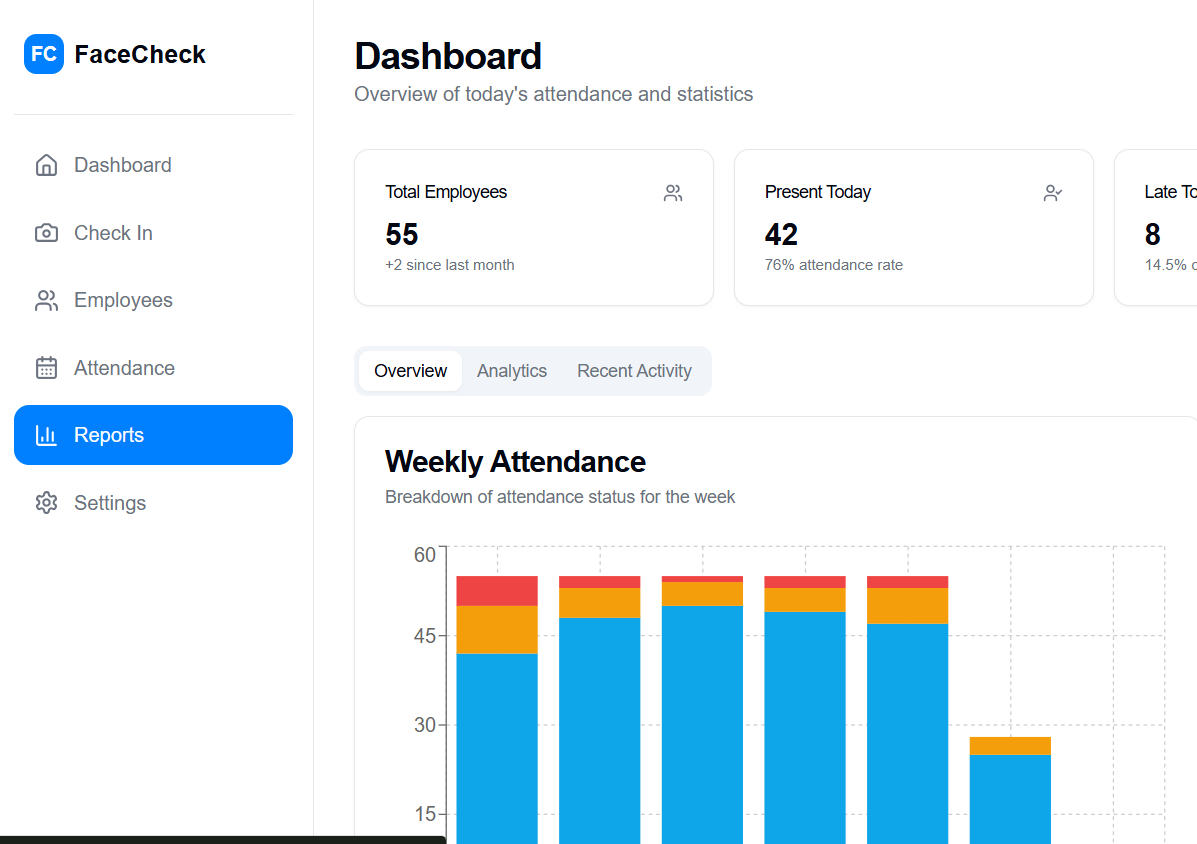 FC FaceCheck
Dashboard
Check In
Employees
Attendance
Reports
Settings
Dashboard
Overview of today's attendance and statistics
Total Employees
55
+2 since last month
Present Today
42
76% attendance rate
Late To
8
14.5% o
Overview Analytics Recent Activity
Weekly Attendance
Breakdown of attendance status for the week
60
45
30
15